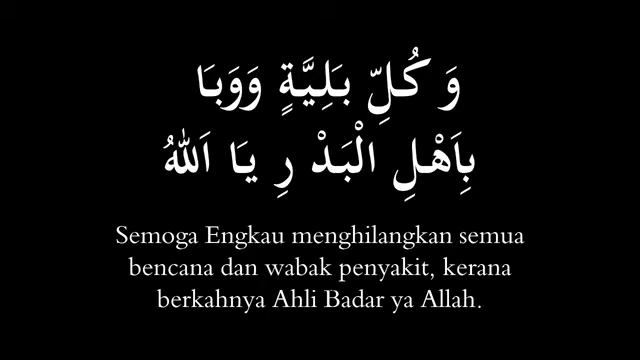 وَ كُلِّ بَلِيَّةٍ وَوَبَا
بِاَهْلِ الْبَدْ رِ يَا اَللهُ
Semoga Engkau menghilangkan semua
bencana dan wabak penyakit, kerana
berkahnya Ahli Badar ya Allah.